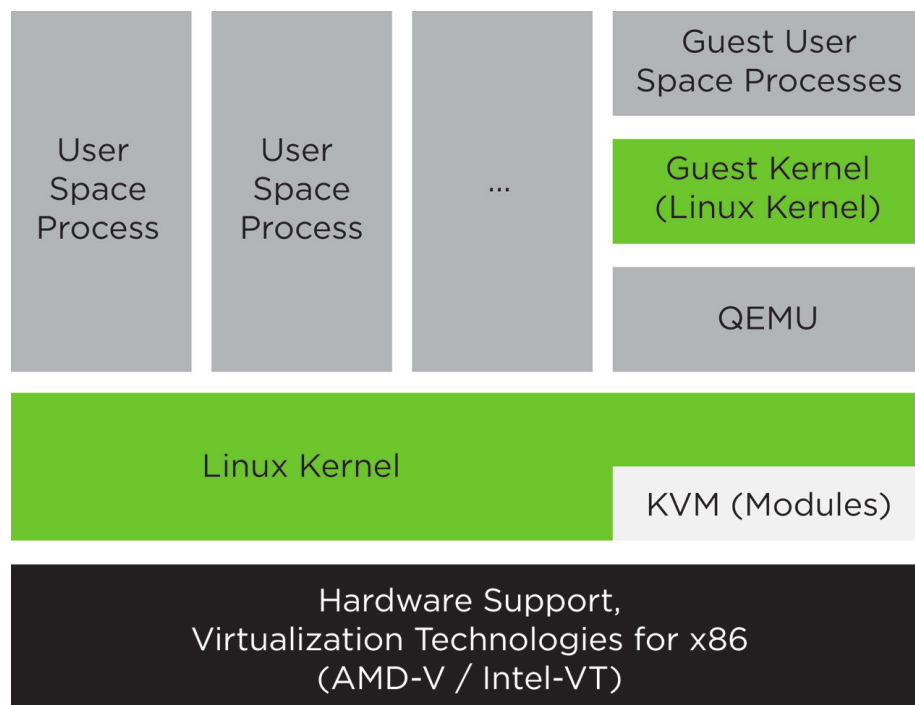 User
Space
Process
User
Space
Process
...
Guest User
Space Processes
Guest Kernel
(Linux Kernel)
QEMU
Linux Kernel
KVM (Modules)
Hardware Support,
Virtualization Technologies for x86
(AMD-V / Intel-VT)